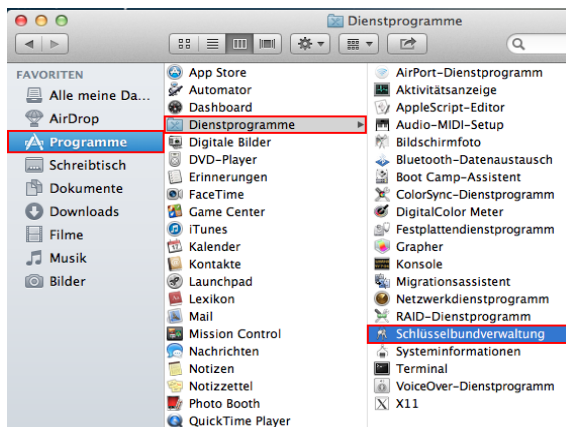 Dienstprogramme
FAVORITEN
Alle meine Da...
AirDrop
Programme
Schreibtisch
Dokumente
Downloads
Filme
Musik
Bilder
App Store
Automator
Dashboard
Dienstprogramme
Digitale Bilder
DVD-Player
Erinnerungen
FaceTime
Game Center
iTunes
Kalender
Kontakte
Launchpad
Lexikon
Mail
Mission Control
Nachrichten
Notizen
Notizzettel
Photo Booth
QuickTime Player
AirPort-Dienstprogramm
Aktivitätsanzeige
AppleScript-Editor
Audio-MIDI-Setup
Bildschirmfoto
Bluetooth-Datenaustausch
Boot Camp-Assistent
ColorSync-Dienstprogramm
DigitalColor Meter
Festplattendienstprogramm
Grapher
Konsole
Migrationsassistent
Netzwerkdienstprogramm
RAID-Dienstprogramm
Schlüsselbundverwaltung
Systeminformationen
Terminal
VoiceOver-Dienstprogramm
X11